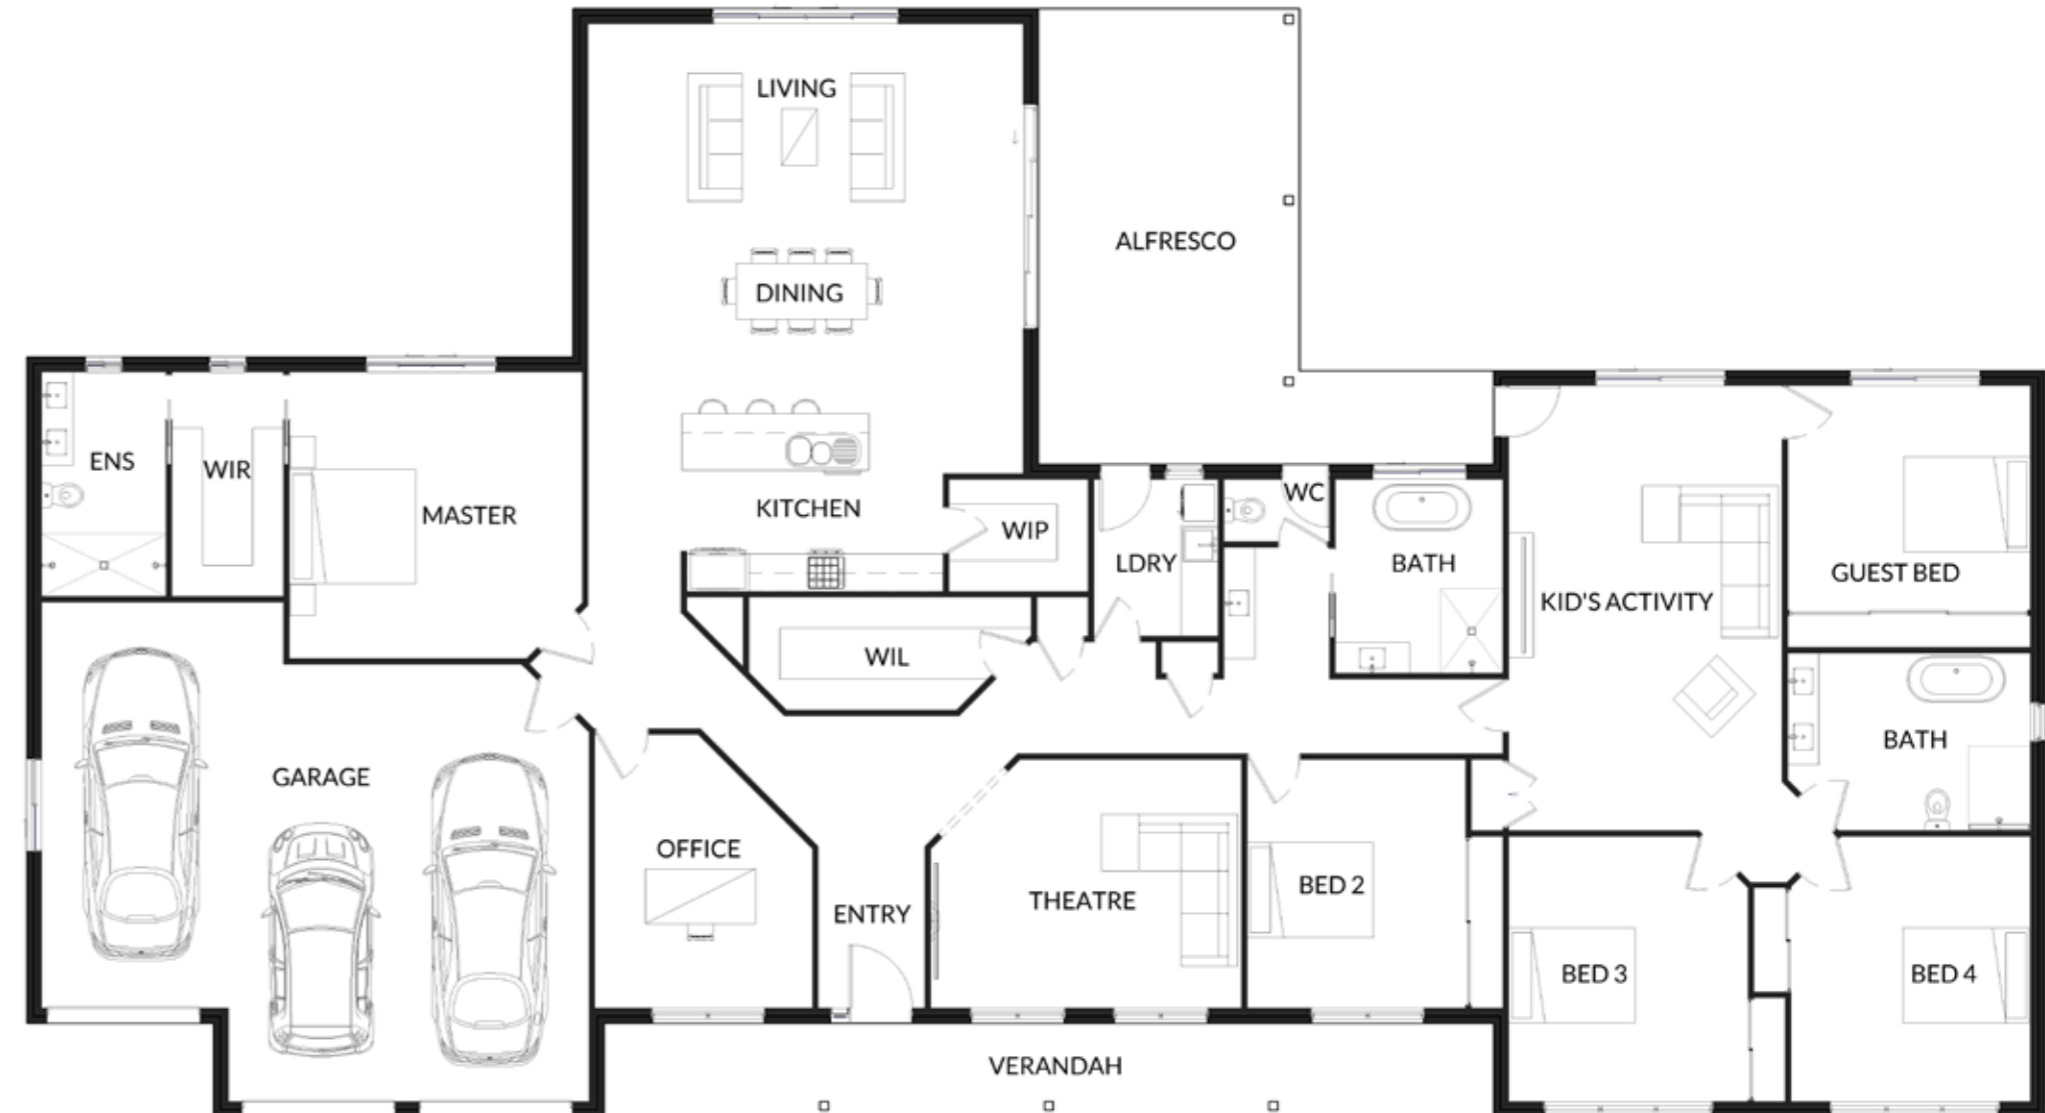 LIVING
ALFRESCO
DINING
ENS
WIR
MASTER
KITCHEN
WIP
WC
LDRY
BATH
GUEST BED
KID'S ACTIVITY
WIL
BATH
GARAGE
OFFICE
ENTRY
THEATRE
BED 2
BED 3
BED 4
VERANDAH